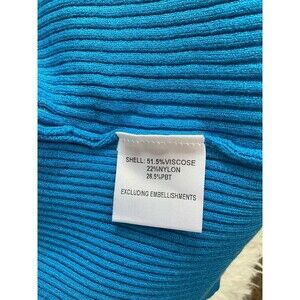 SHELL: 51.5%VISCOSE
22%NYLON
26.5%PBT
EXCLUDING EMBELLISHMENTS